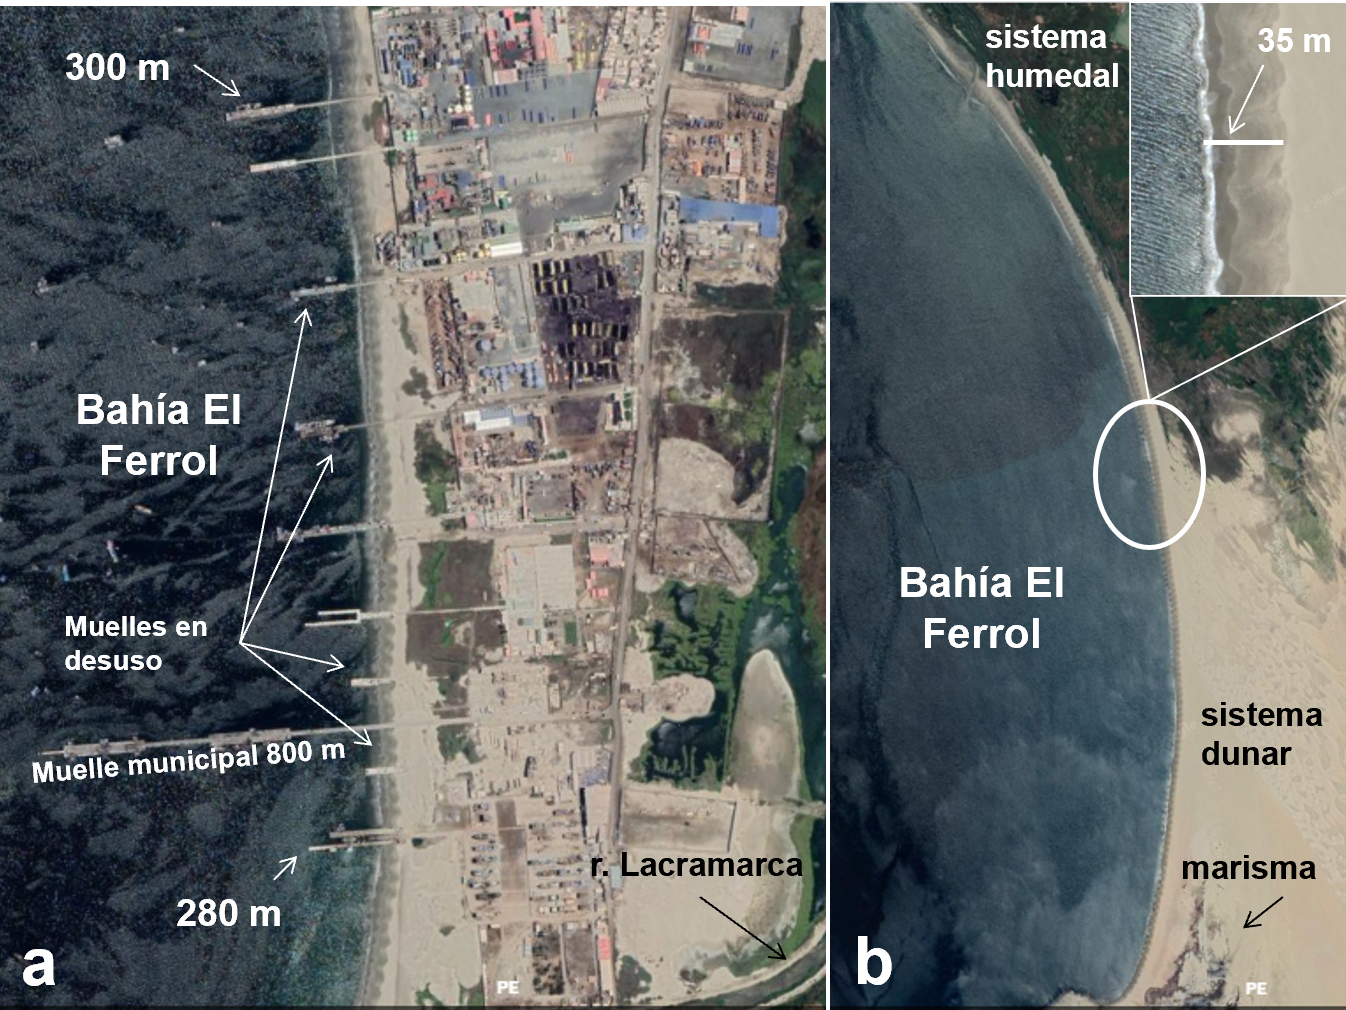 300 m
Bahía El
Ferrol
Muelles en
desuso
Muelle municipal 800 m
280 m
r. Lacramarca
a
PE
sistema
humedal
35 m
Bahía El
Ferrol
sistema
dunar
marisma
b
PE